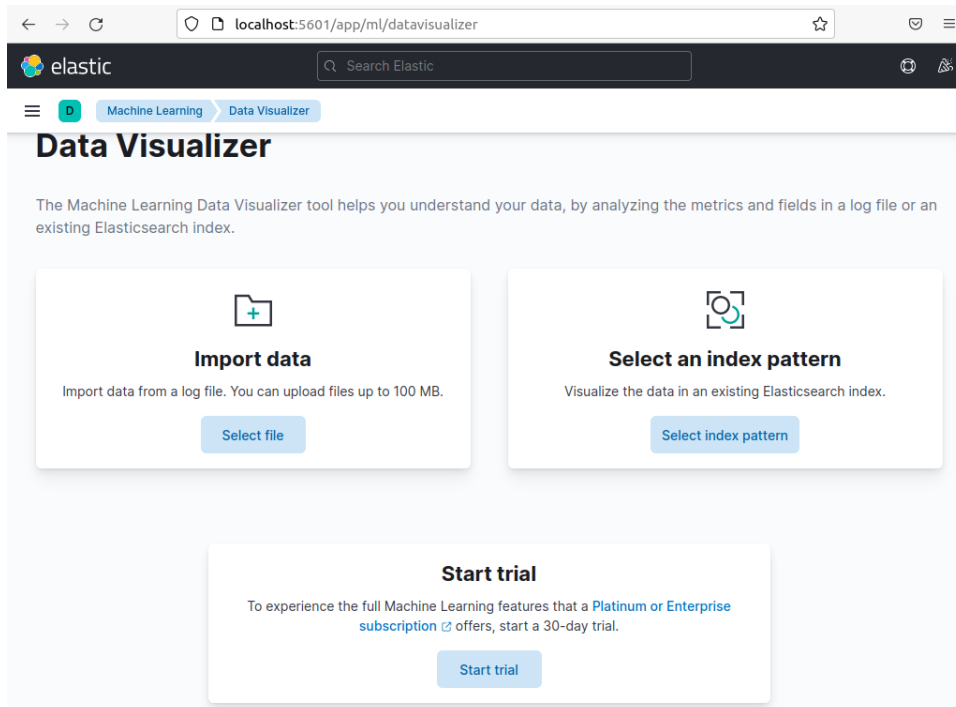 localhost:5601/app/ml/datavisualizer
elastic
Search Elastic
D
Machine Learning
Data Visualizer
Data Visualizer
The Machine Learning Data Visualizer tool helps you understand your data, by analyzing the metrics and fields in a log file or an
existing Elasticsearch index.
Import data
Import data from a log file. You can upload files up to 100 MB.
Select file
Select an index pattern
Visualize the data in an existing Elasticsearch index.
Select index pattern
Start trial
To experience the full Machine Learning features that a Platinum or Enterprise
subscription offers, start a 30-day trial.
Start trial